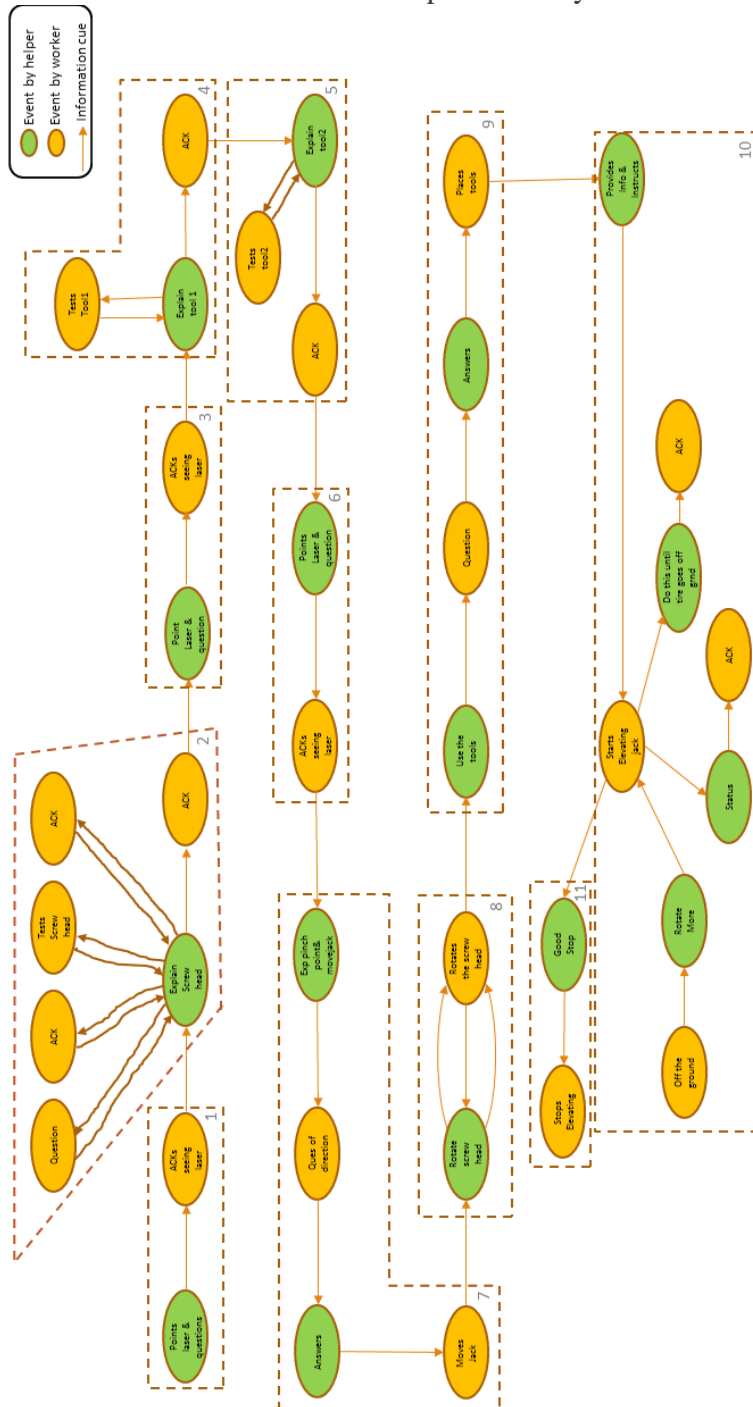 Event by helper
Event by worker
Information cue
Points
laser &
questions
ACKs
seeing
laser
1
Question
ACK
Tests
Screw
head
ACK
Explain
Screw
head
ACK
2
Point
Laser &
question
ACKs
seeing
laser
3
Tests
Tool1
Explain
tool 1
ACK
4
Explain
tool2
Tests
tool2
ACK
5
Points
Laser &
question
ACKs
seeing
laser
6
Exp pinch
point&
movejack
Ques of
direction
Answers
Moves
Jack
7
Rotate
screw
head
Rotates
the screw
head
8
Use the
tools
Question
Answers
Places
tools
9
Provides
Info &
Instructs
Starts
Elevating
jack
Do this until
tire goes off
grnd
ACK
Status
ACK
Off the
ground
Rotate
More
10
Good
Stop
Stops
Elevating
11